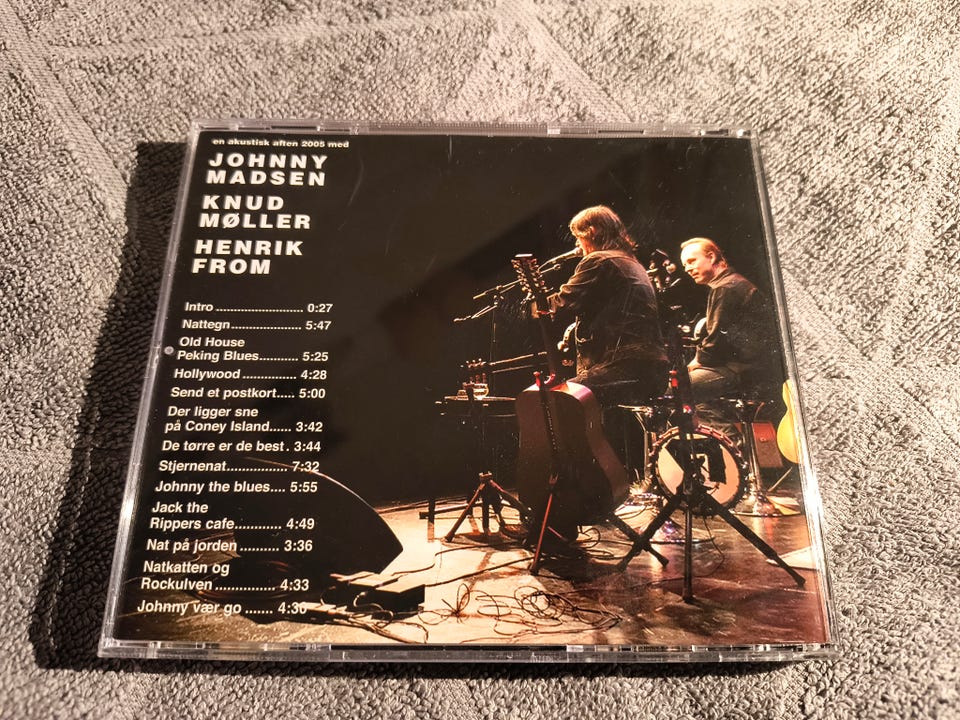 en akustisk aften 2005 med
JOHNNY
MADSEN
KNUD
MØLLER
HENRIK
FROM
Intro .......................... 0:27
Nattegn..................... 5:47
Old House
Peking Blues........... 5:25
Hollywood ............... 4:28
Send et postkort..... 5:00
Der ligger sne
på Coney Island...... 3:42
De tørre er de best . 3:44
Stjernenat................ 7:32
Johnny the blues.... 5:55
Jack the
Rippers cafe............ 4:49
Nat på jorden .......... 3:36
Natkatten og
Rockulven ............. 4:33
Johnny vær go ....... 4:30